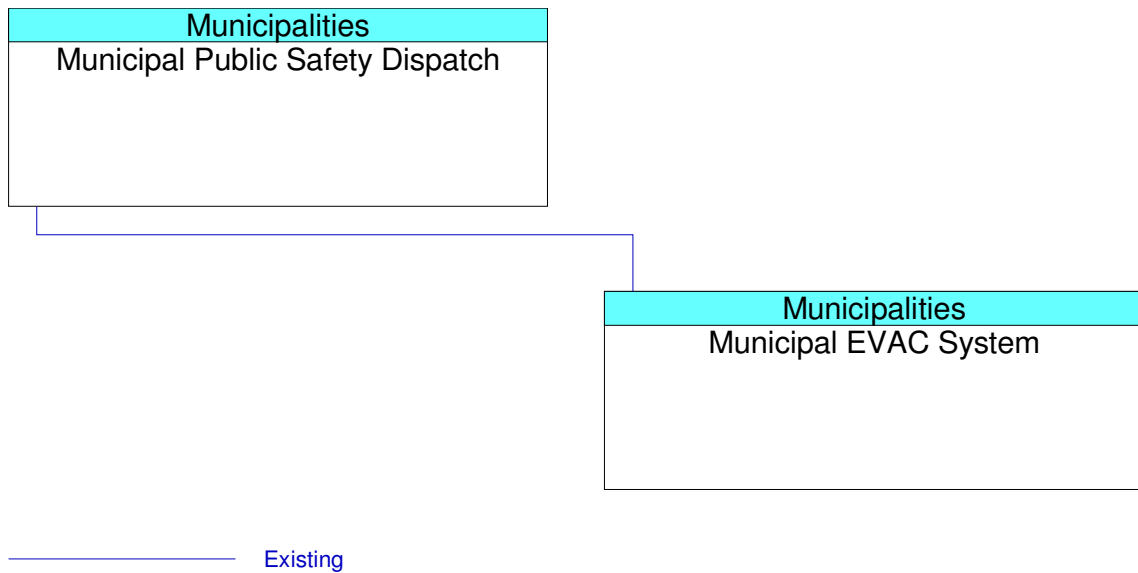 Municipalities
Municipal Public Safety Dispatch
Municipalities
Municipal EVAC System
Existing